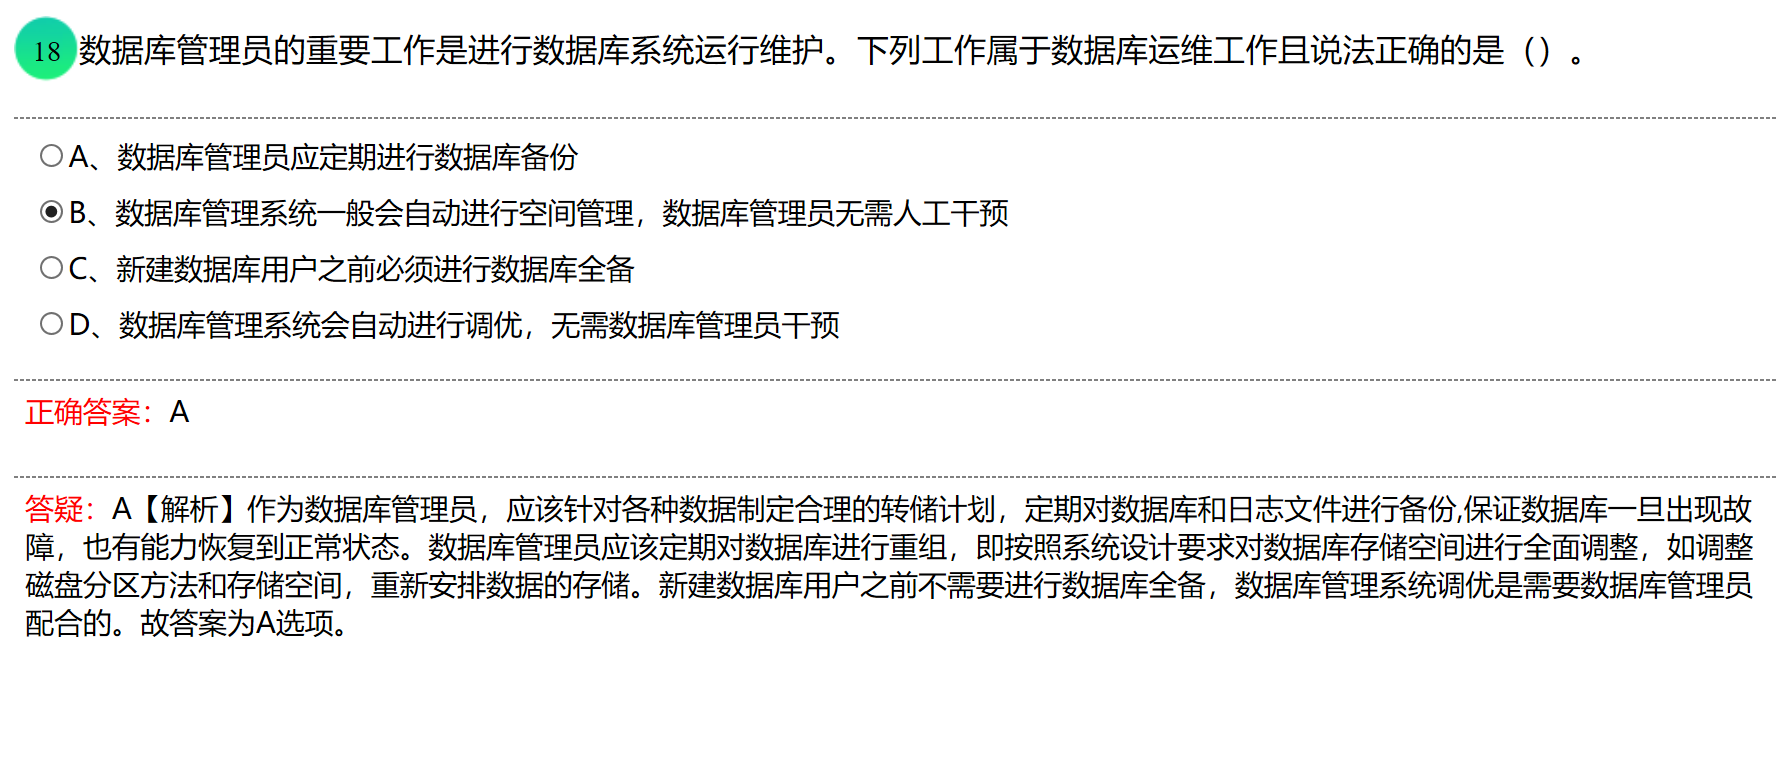 18 数据库管理员的重要工作是进行数据库系统运行维护。下列工作属于数据库运维工作且说法正确的是（）。
A、数据库管理员应定期进行数据库备份
B、数据库管理系统一般会自动进行空间管理，数据库管理员无需人工干预
C、新建数据库用户之前必须进行数据库全备
D、数据库管理系统会自动进行调优，无需数据库管理员干预
正确答案：A
答疑：A【解析】作为数据库管理员，应该针对各种数据制定合理的转储计划，定期对数据库和日志文件进行备份,保证数据库一旦出现故
障，也有能力恢复到正常状态。数据库管理员应该定期对数据库进行重组，即按照系统设计要求对数据库存储空间进行全面调整，如调整
磁盘分区方法和存储空间，重新安排数据的存储。新建数据库用户之前不需要进行数据库全备，数据库管理系统调优是需要数据库管理员
配合的。故答案为A选项。